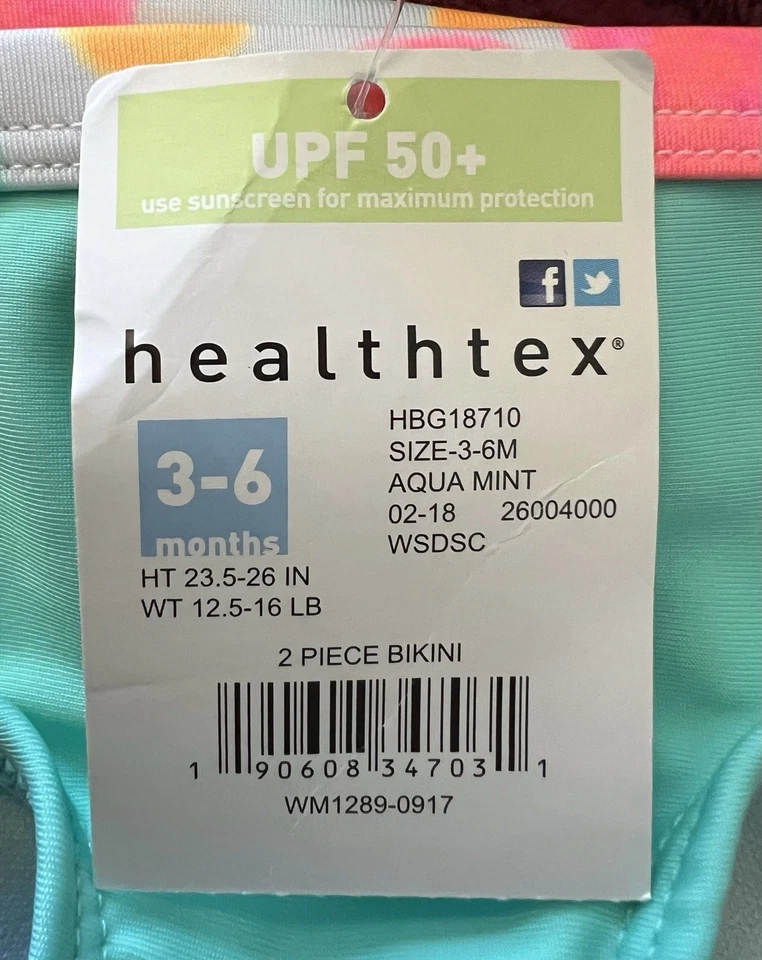 UPF 50+
use sunscreen for maximum protection
f
healthtex®
3-6
months
HT 23.5-26 IN
WT 12.5-16 LB
HBG18710
SIZE-3-6M
AQUA MINT
02-18 26004000
WSDSC
2 PIECE BIKINI
1 90608 34703 1
WM1289-0917